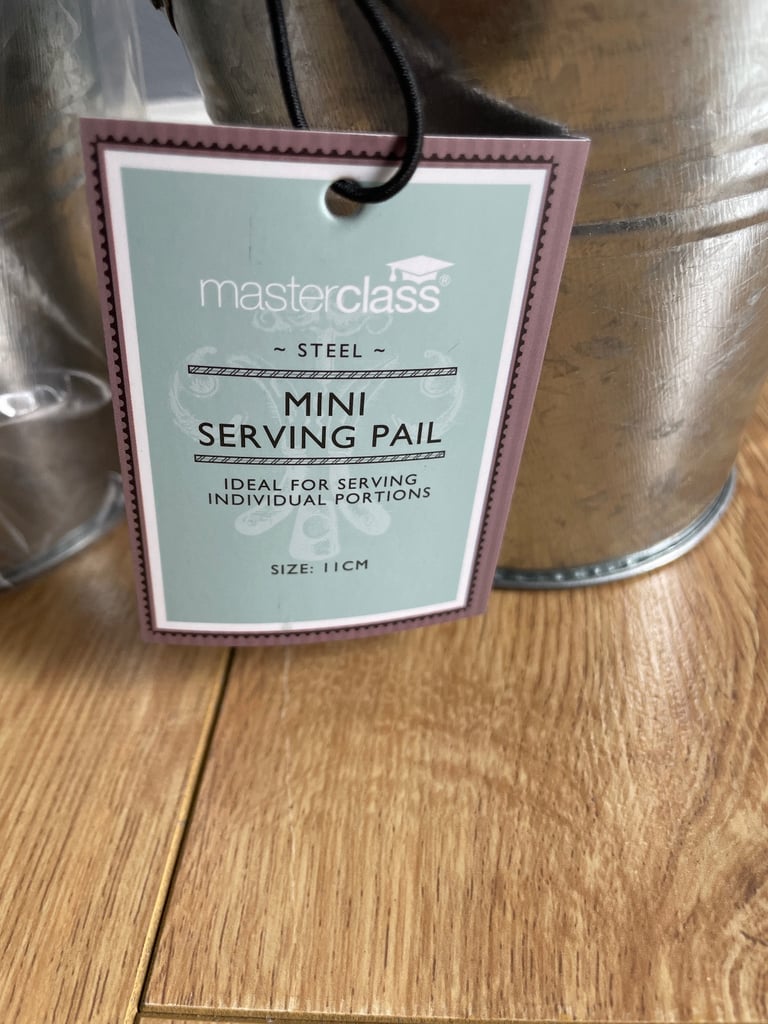 masterclass®
~ STEEL ~
MINI
SERVING PAIL
IDEAL FOR SERVING
INDIVIDUAL PORTIONS
SIZE: 11CM